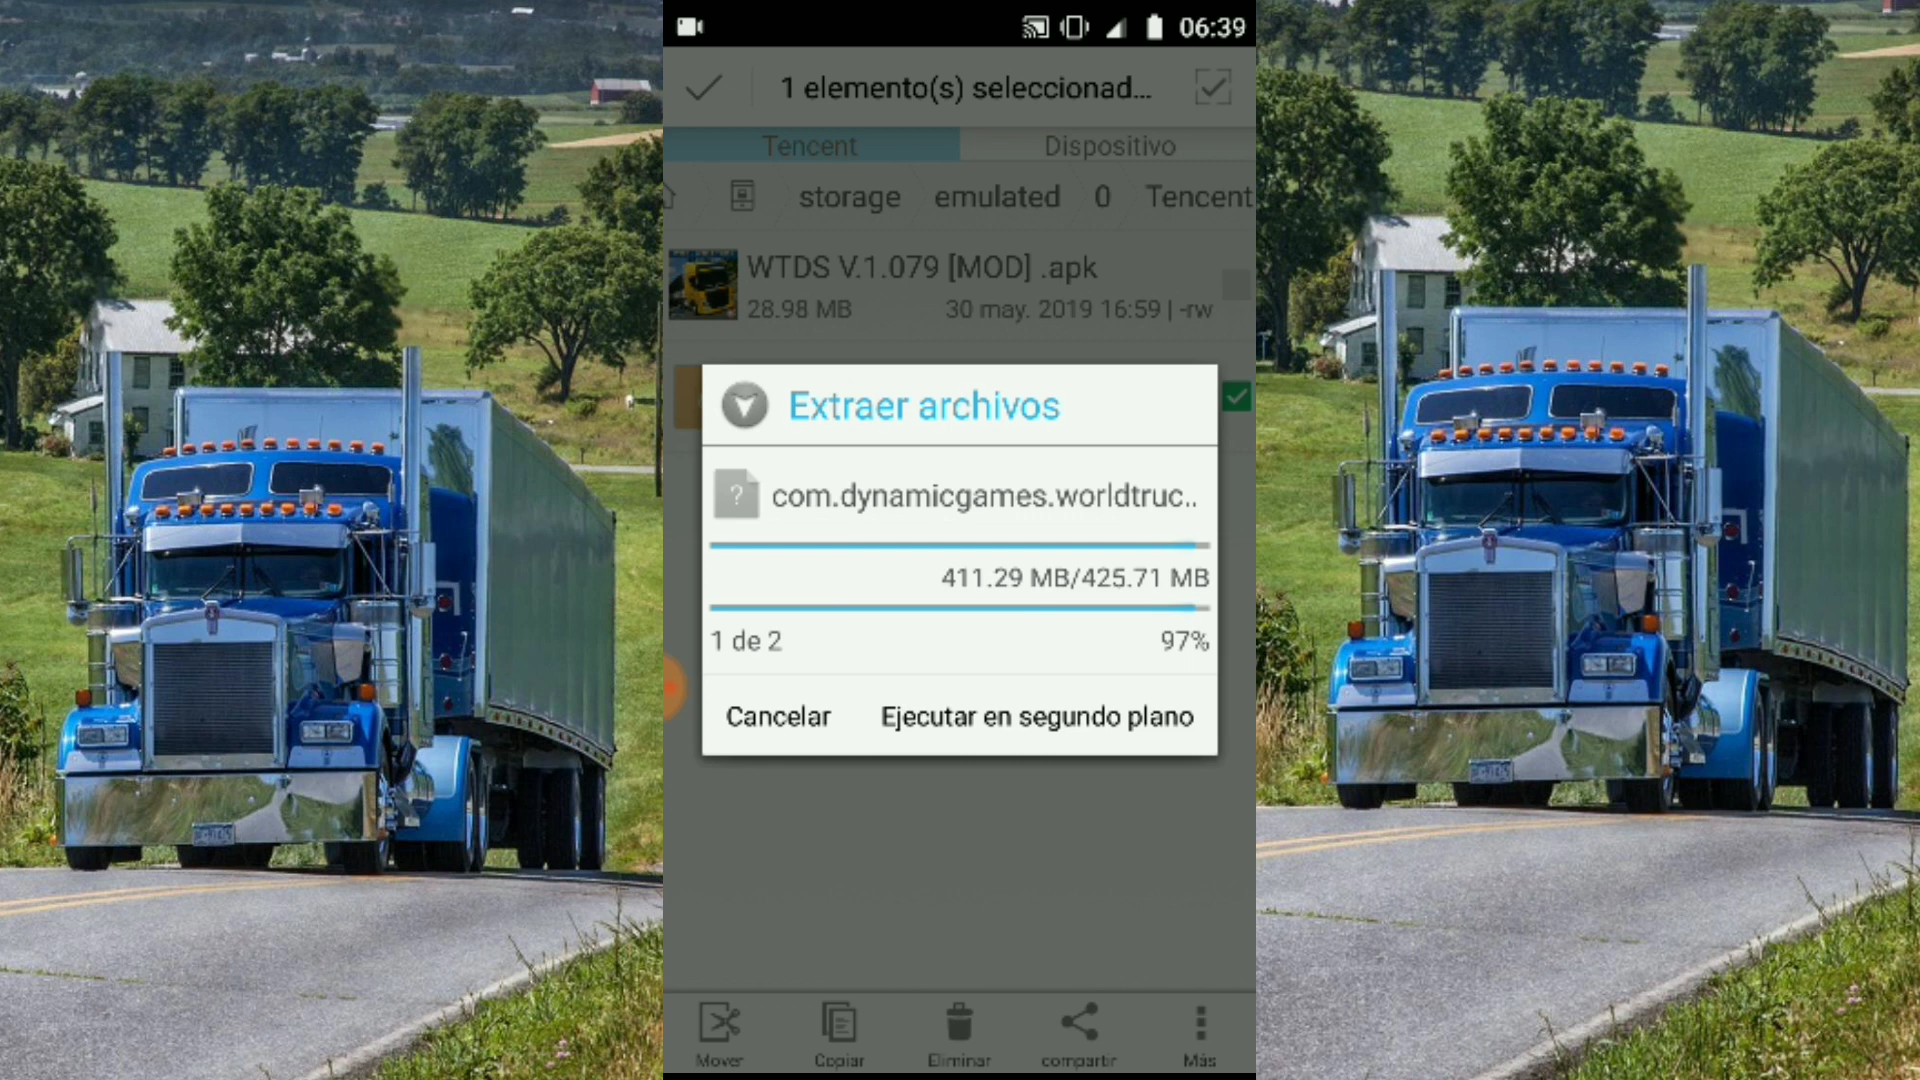 06:39
1 elemento(s) seleccionad...
Tencent
Dispositivo
storage
emulated
0
Tencent
WTDS V.1.079 [MOD] .apk
28.98 MB
30 may. 2019 16:59 | -rw
Extraer archivos
?
com.dynamicgames.worldtruc..
411.29 MB/425.71 MB
1 de 2
97%
Cancelar
Ejecutar en segundo plano
Mover
Copiar
Eliminar
compartir
Más